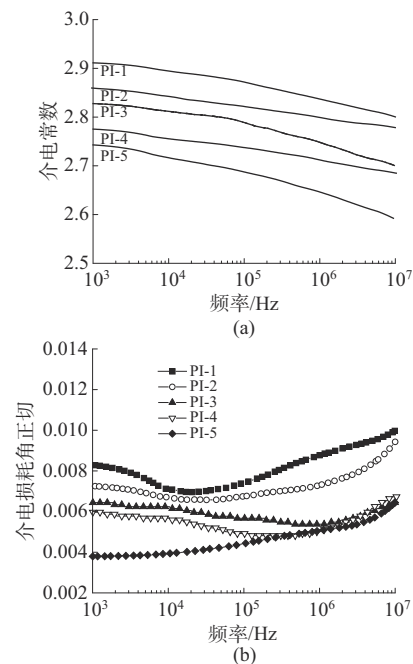 3.0
2.9
2.8
2.7
2.6
2.5
介电常数
PI-1
PI-2
PI-3
PI-4
PI-5
10³ 10⁴ 10⁵ 10⁶ 10⁷
频率/Hz
(a)
0.014
0.012
0.010
0.008
0.006
0.004
0.002
介电损耗角正切
PI-1
PI-2
PI-3
PI-4
PI-5
10³ 10⁴ 10⁵ 10⁶ 10⁷
频率/Hz
(b)